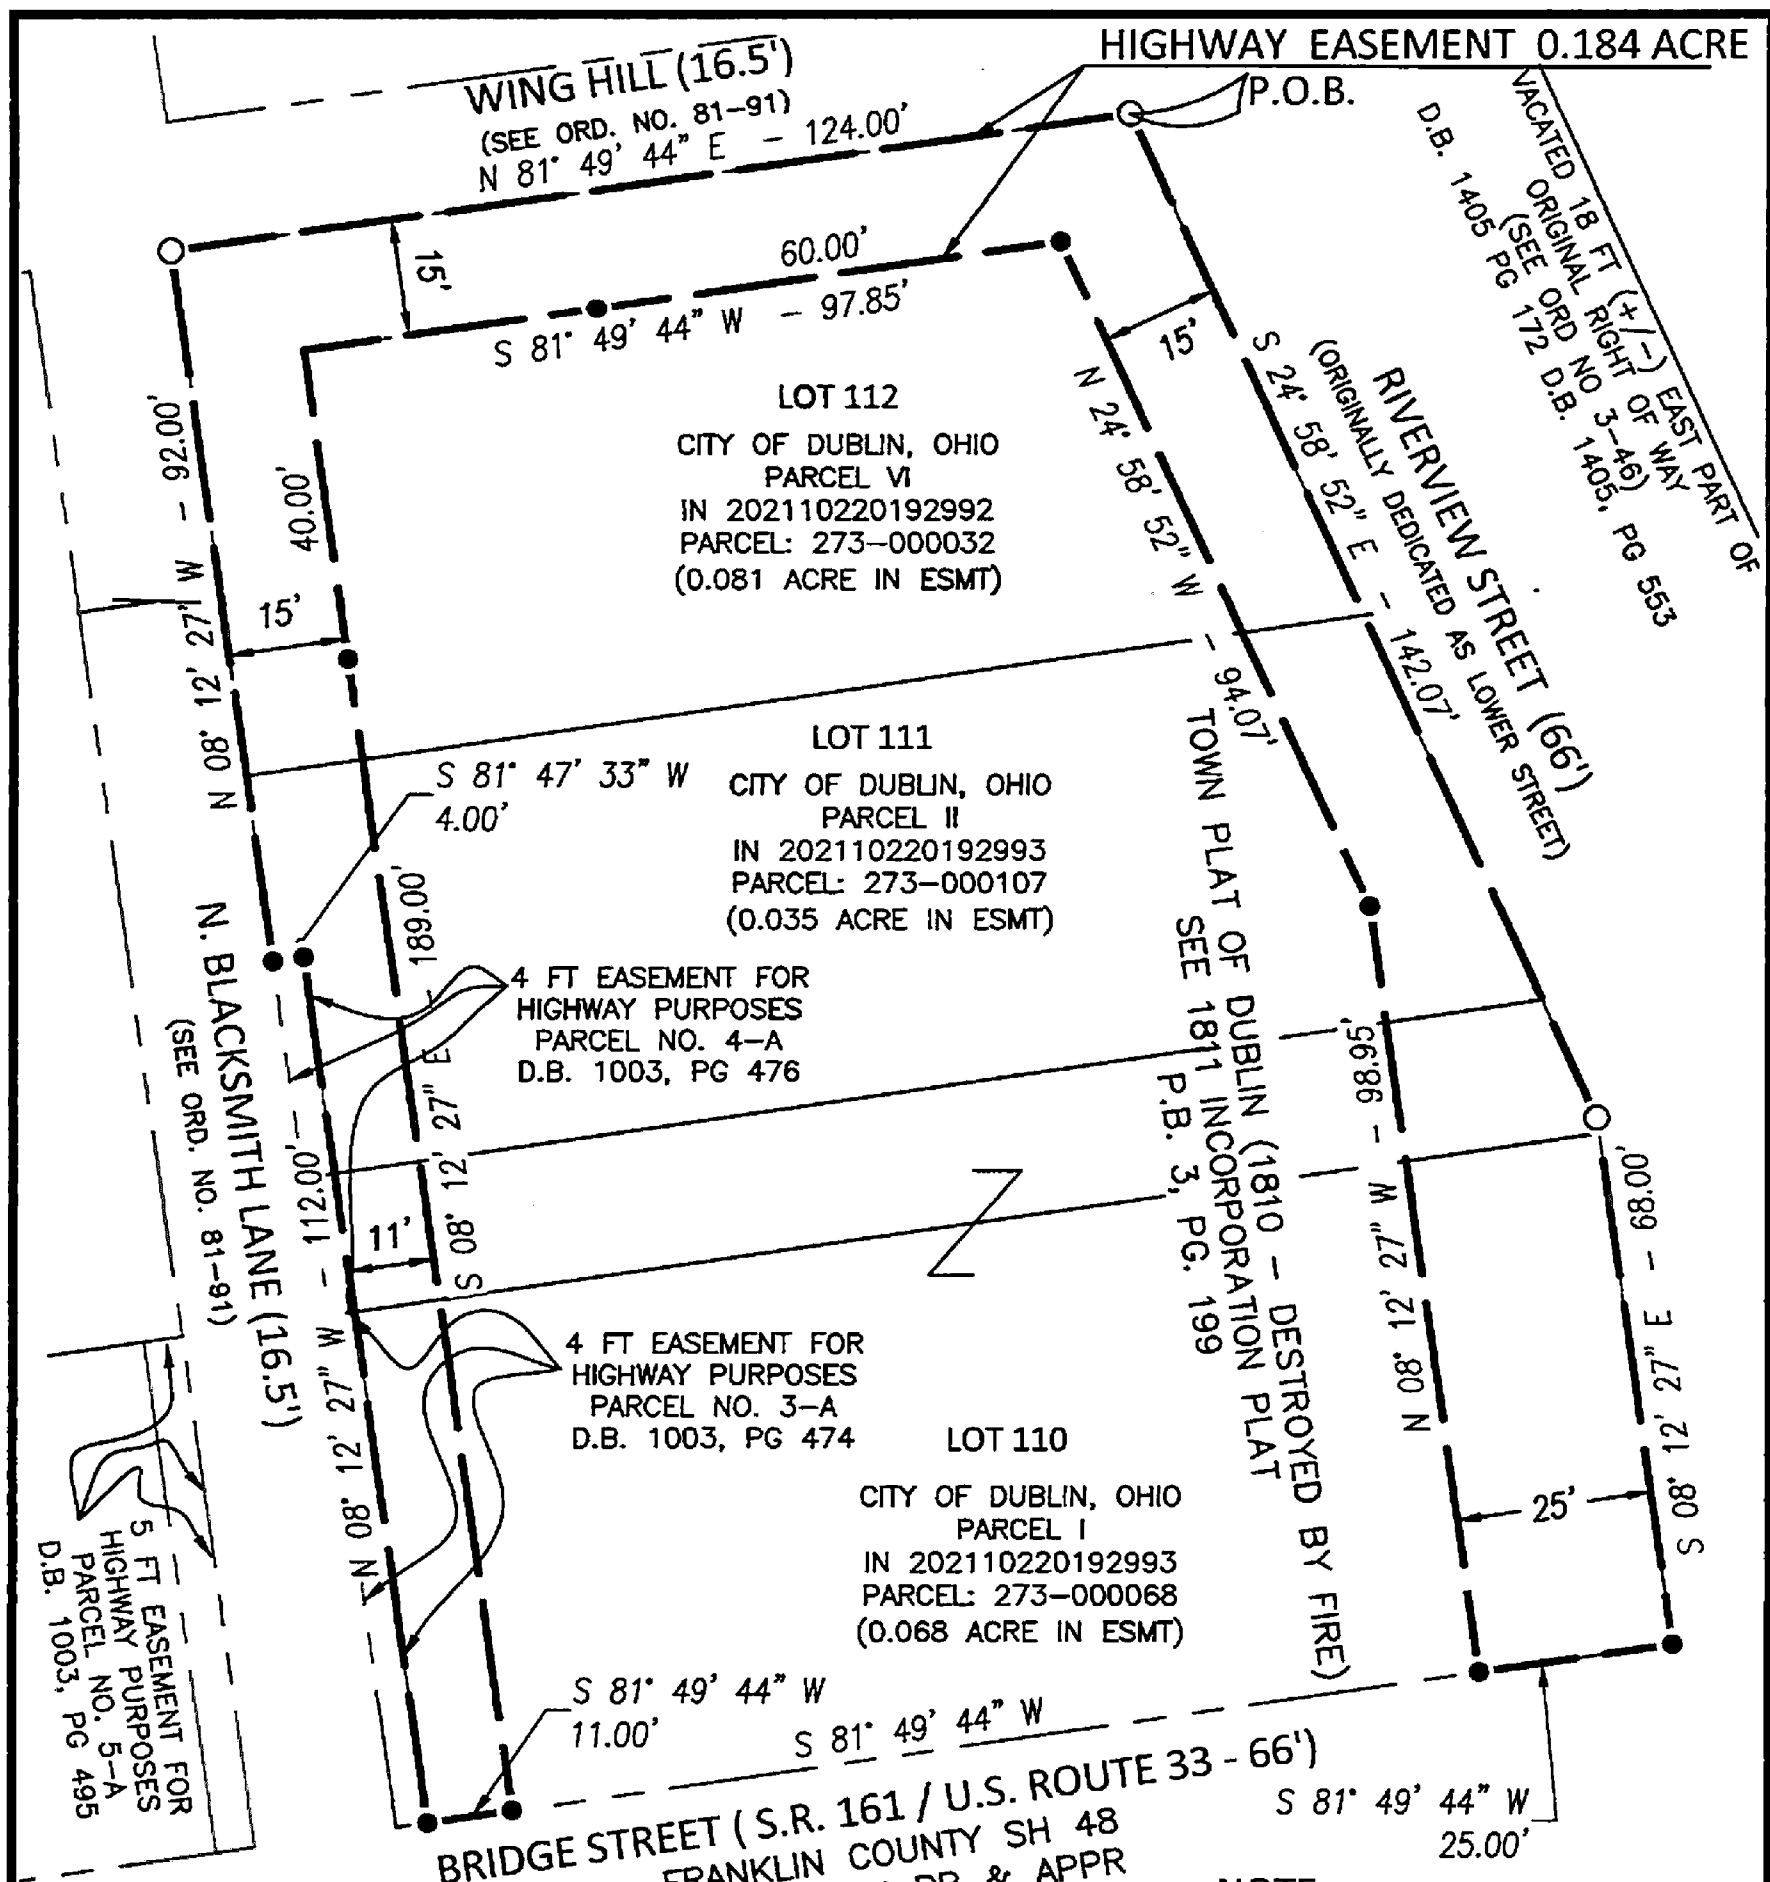 HIGHWAY EASEMENT 0.184 ACRE
P.O.B.
WING HILL (16.5')
(SEE ORD. NO. 81-91)
N 81° 49' 44" E - 124.00'
15'
60.00'
S 81° 49' 44" W - 97.85'
VACATED 18 FT (+/-) EAST PART OF
ORIGINAL RIGHT OF WAY
(SEE ORD NO 3-46)
D.B. 1405 PG 172 D.B. 1405, PG 553
15'
S 24° 58' 52" E - 142.07'
RIVERVIEW STREET (66')
(ORIGINALLY DEDICATED AS LOWER STREET)
N 24° 58' 52" W - 94.07'
LOT 112
CITY OF DUBLIN, OHIO
PARCEL VI
IN 202110220192992
PARCEL: 273-000032
(0.081 ACRE IN ESMT)
N 08° 12' 27" W - 92.00'
40.00'
15'
LOT 111
CITY OF DUBLIN, OHIO
PARCEL II
IN 202110220192993
PARCEL: 273-000107
(0.035 ACRE IN ESMT)
S 81° 47' 33" W
4.00'
S 08° 12' 27" E - 189.00'
4 FT EASEMENT FOR
HIGHWAY PURPOSES
PARCEL NO. 4-A
D.B. 1003, PG 476
TOWN PLAT OF DUBLIN (1810 - DESTROYED BY FIRE)
SEE 1811 INCORPORATION PLAT
P.B. 3, PG. 199
N. BLACKSMITH LANE (16.5')
(SEE ORD. NO. 81-91)
N 08° 12' 27" W - 112.00'
11'
Z
N 08° 12' 27" W - 98.95'
S 08° 12' 27" E - 68.00'
4 FT EASEMENT FOR
HIGHWAY PURPOSES
PARCEL NO. 3-A
D.B. 1003, PG 474
LOT 110
CITY OF DUBLIN, OHIO
PARCEL I
IN 202110220192993
PARCEL: 273-000068
(0.068 ACRE IN ESMT)
25'
5 FT EASEMENT FOR
HIGHWAY PURPOSES
PARCEL NO. 5-A
D.B. 1003, PG 495
S 81° 49' 44" W
11.00'
S 81° 49' 44" W
S 81° 49' 44" W
25.00'
BRIDGE STREET ( S.R. 161 / U.S. ROUTE 33 - 66')
FRANKLIN COUNTY SH 48
& APPR